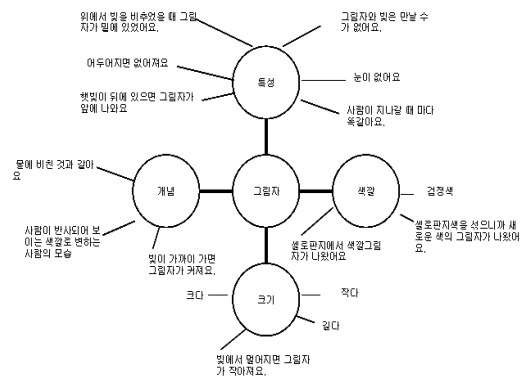 위에서 빛을 비추었을 때 그림
자가 밑에 있었어요.
그림자와 빛은 만날 수
가 없어요.
어두어지면 없어져요
특성
눈이 없어요
햇빛이 뒤에 있으면 그림자가
앞에 나와요
사람이 지나갈 때 마다
똑같아요.
물에 비친 것과 같아
요
개념
그림자
색깔
검정색
사람이 반사되어 보
이는 색깔로 변하는
사람의 모습
빛이 가까이 가면
그림자가 커져요.
셀로판지에서 색깔그림
자가 나왔어요
셀로판지색을 섞으니까 새
로운 색의 그림자가 나왔어
요.
크다
크기
작다
길다
빛에서 멀어지면 그림자
가 작아져요.